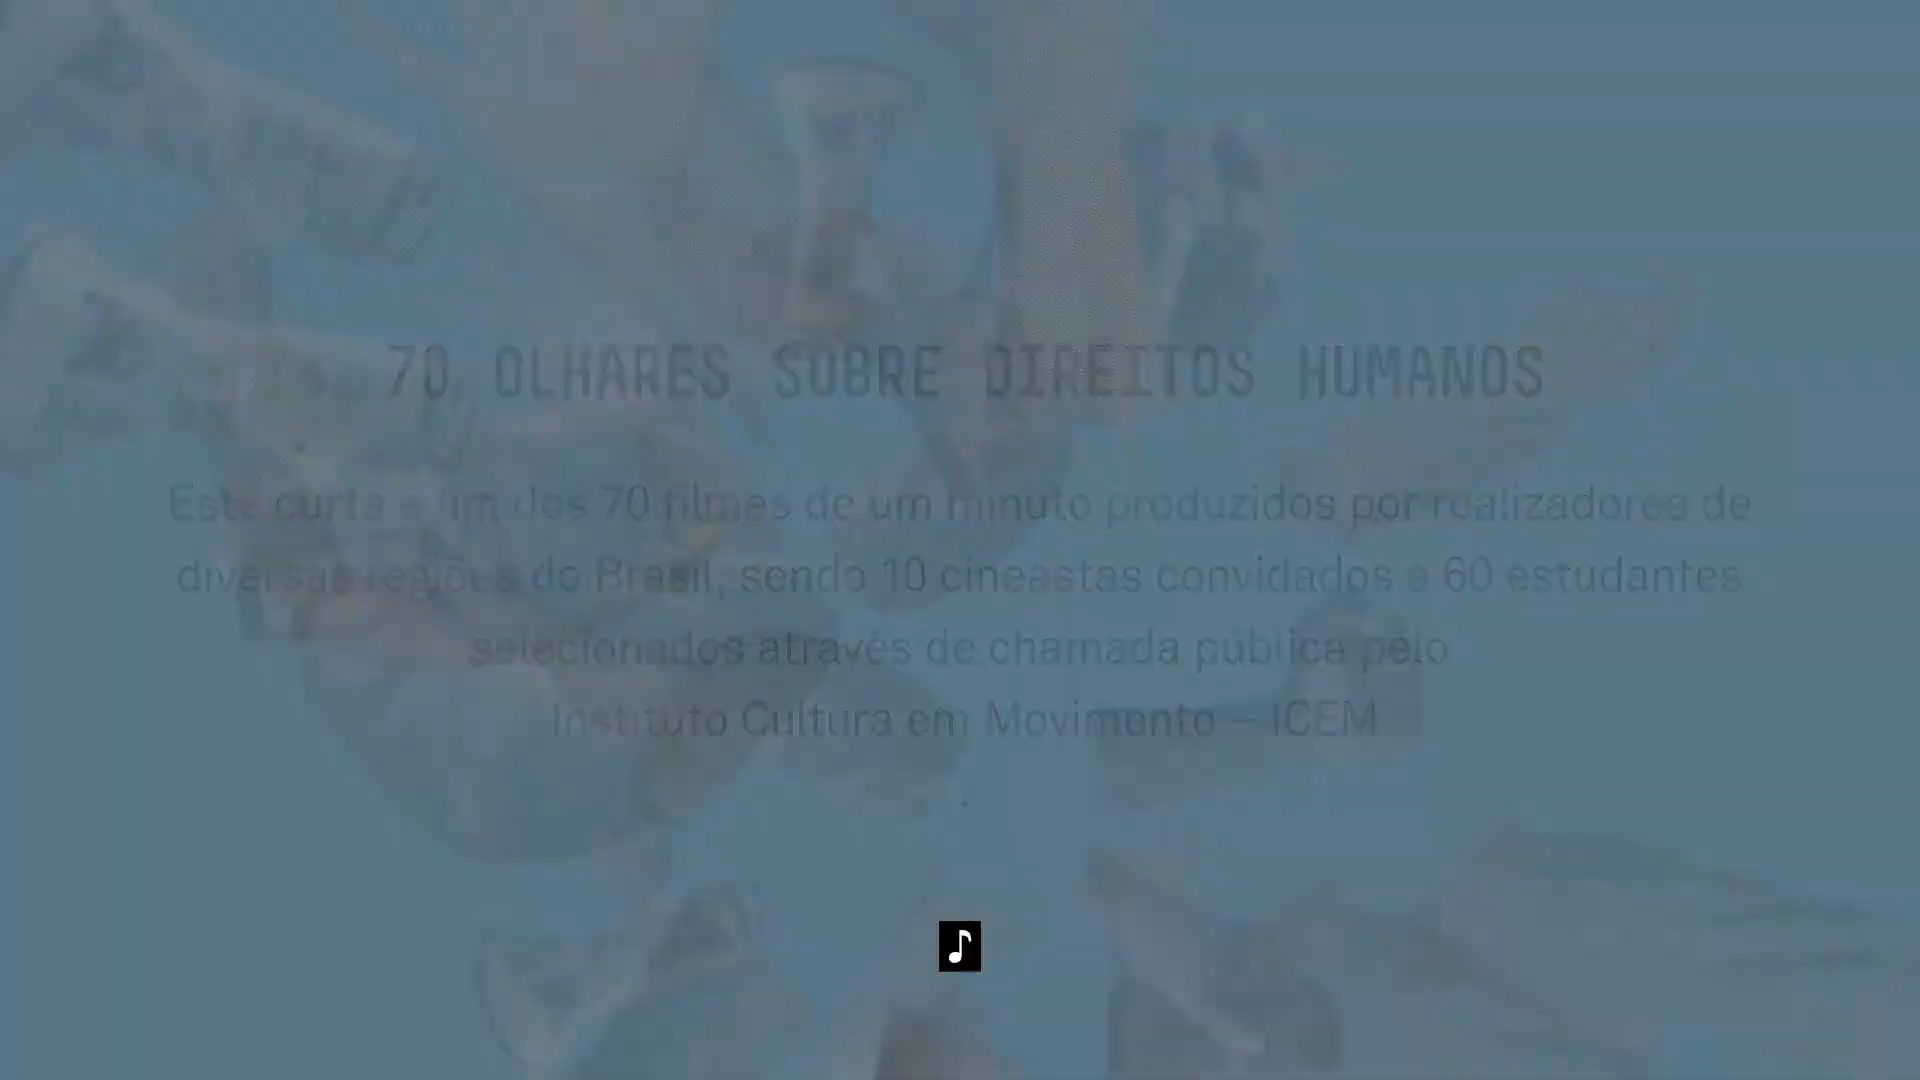 70 OLHARES SOBRE DIREITOS HUMANOS
Este curta é um dos 70 filmes de um minuto produzidos por realizadores de
diversas regiões do Brasil, sendo 10 cineastas convidados e 60 estudantes
selecionados através de chamada pública pelo
Instituto Cultura em Movimento – ICEM
♪